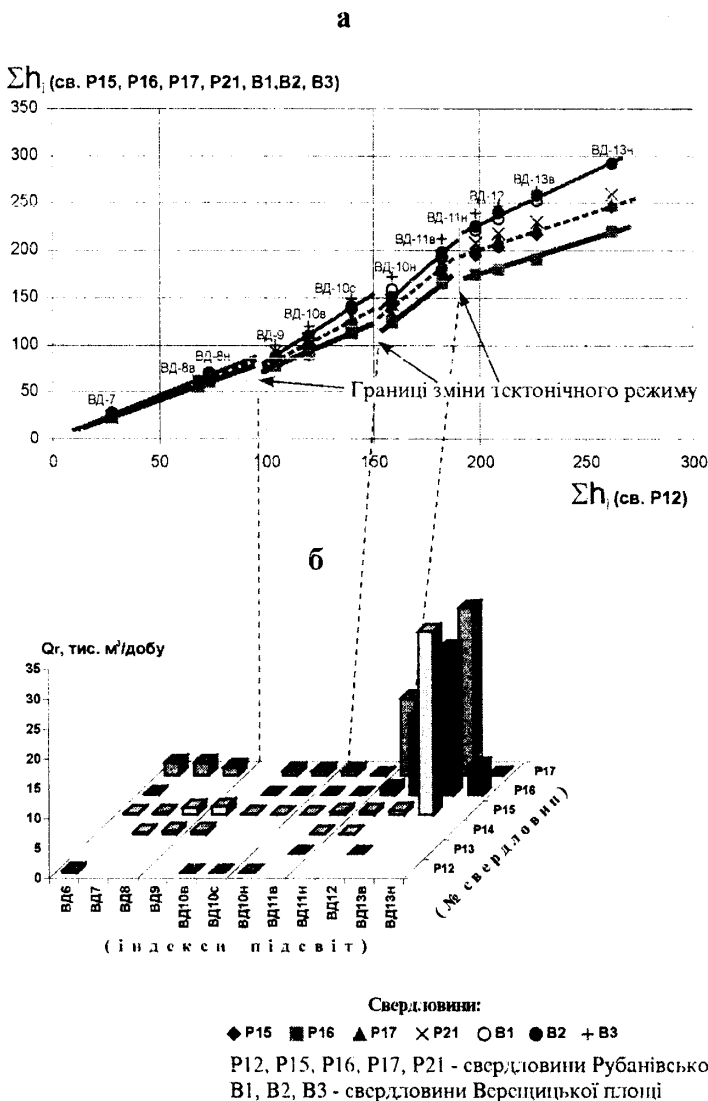 а
Σhⱼ (св. Р15, Р16, Р17, Р21, В1,В2, В3)
350
300
250
200
150
100
50
0
ВД-7
ВД-8в
ВД-8н
ВД-9
ВД-10в
ВД-10с
ВД-10н
ВД-11в
ВД-11н
ВД-12
ВД-13в
ВД-13н
Границі зміни тектонічного режиму
0 50 100 150 200 250 300
Σhⱼ (св. Р12)
б
Qг, тис. м³/добу
35
30
25
20
15
10
5
0
ВД6 ВД7 ВД8 ВД9 ВД10в ВД10с ВД10н ВД11в ВД11н ВД12 ВД13в ВД13н
(індекси підсвіт)
Р12 Р13 Р14 Р15 Р16 Р17
(№ свердловин)
Свердловини:
Р15 Р16 Р17 Р21 В1 В2 В3
Р12, Р15, Р16, Р17, Р21 - свердловини Рубанівсько
В1, В2, В3 - свердловини Верещицької площі